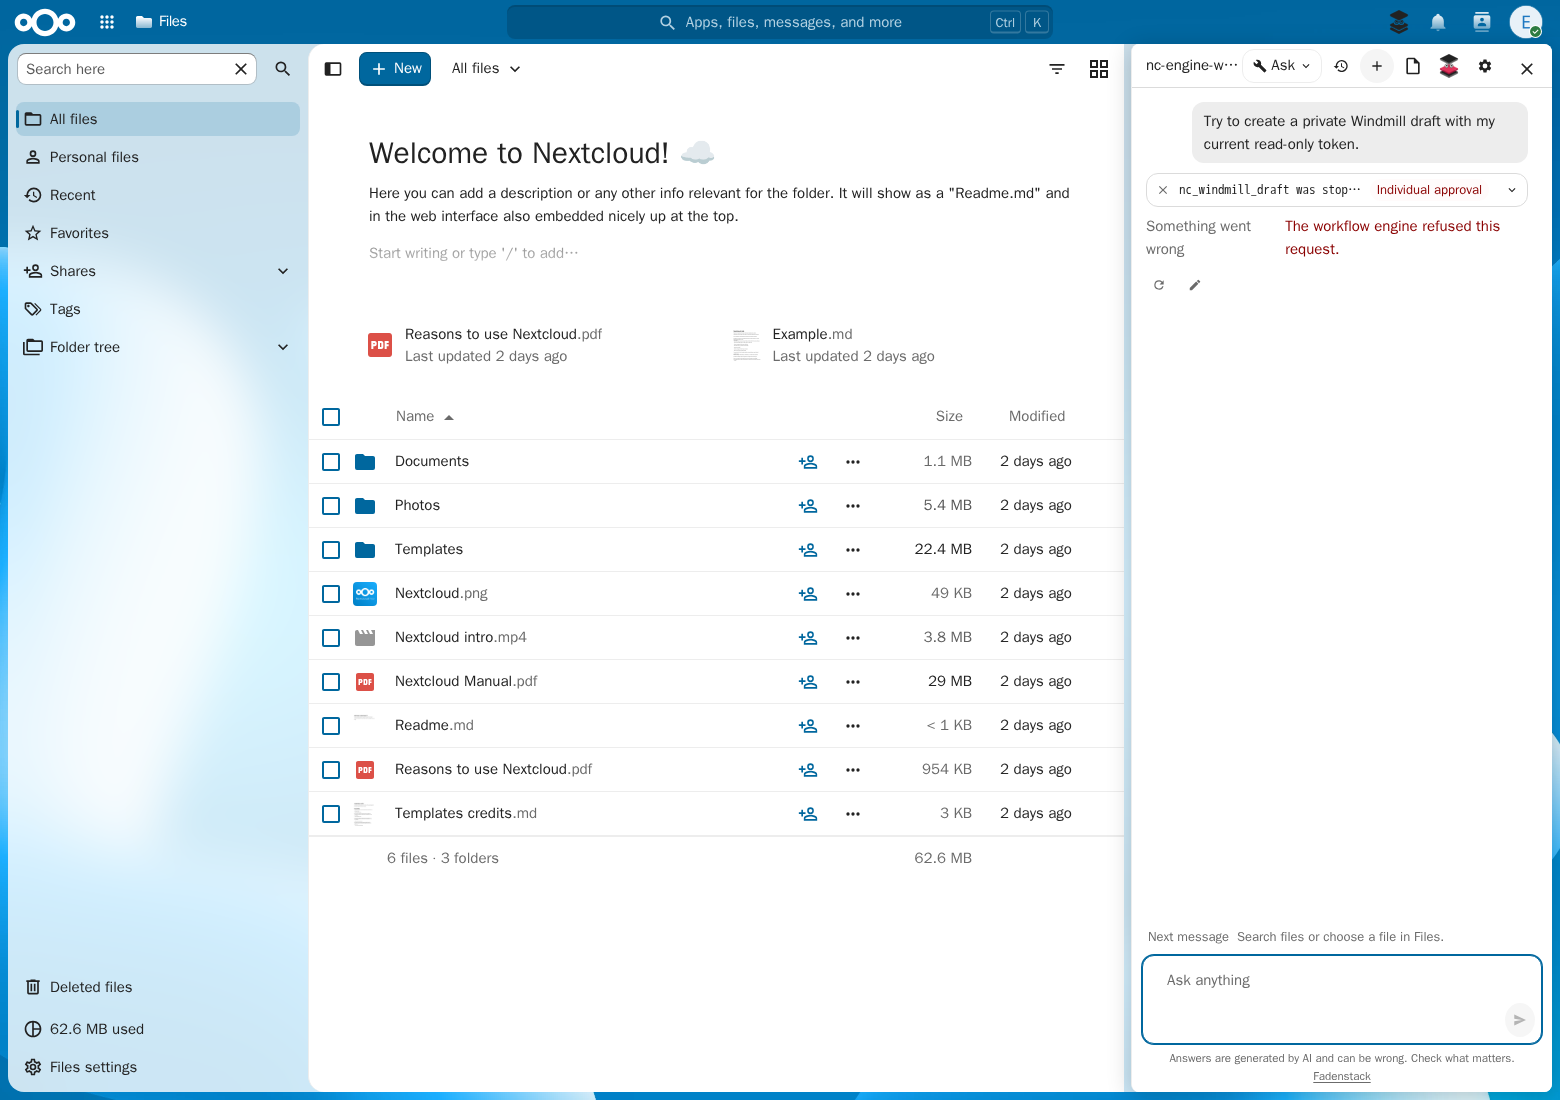 Files
Apps, files, messages, and more
Ctrl
K
E
Search here
All files
Personal files
Recent
Favorites
Shares
Tags
Folder tree
Deleted files
62.6 MB used
Files settings
New
All files
Welcome to Nextcloud! ☁️
Here you can add a description or any other info relevant for the folder. It will show as a "Readme.md" and
in the web interface also embedded nicely up at the top.
Start writing or type '/' to add…
PDF
Reasons to use Nextcloud.pdf
Last updated 2 days ago
Example.md
Last updated 2 days ago
Name Size Modified
Documents 1.1 MB 2 days ago
Photos 5.4 MB 2 days ago
Templates 22.4 MB 2 days ago
Nextcloud.png 49 KB 2 days ago
Nextcloud intro.mp4 3.8 MB 2 days ago
PDF Nextcloud Manual.pdf 29 MB 2 days ago
Readme.md < 1 KB 2 days ago
PDF Reasons to use Nextcloud.pdf 954 KB 2 days ago
Templates credits.md 3 KB 2 days ago
6 files · 3 folders 62.6 MB
nc-engine-w… Ask
Try to create a private Windmill draft with my
current read-only token.
nc_windmill_draft was stop… Individual approval
Something went
wrong
The workflow engine refused this
request.
Next message Search files or choose a file in Files.
Ask anything
Answers are generated by AI and can be wrong. Check what matters.
Fadenstack